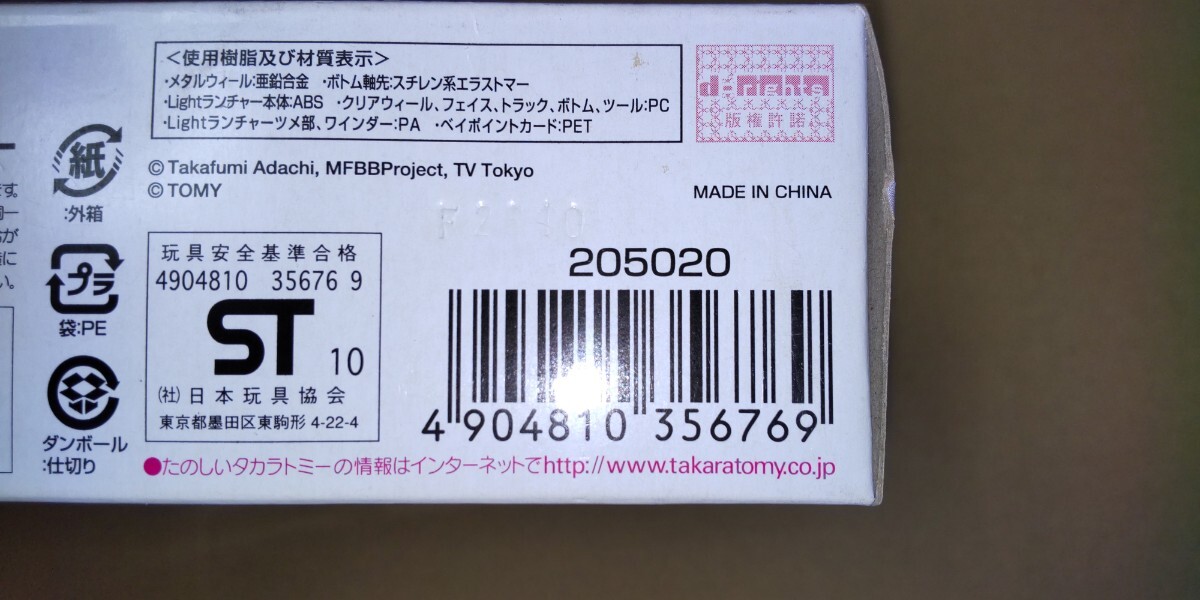 <使用樹脂及び材質表示>
・メタルウィール:亜鉛合金 ・ボトム軸先:スチレン系エラストマー
・Lightランチャー本体:ABS ・クリアウィール、フェイス、トラック、ボトム、ツール:PC
・Lightランチャーツメ部、ワインダー:PA ・ベイポイントカード:PET
d-rights
版権許諾
紙
:外箱
© Takafumi Adachi, MFBBProject, TV Tokyo
© TOMY
MADE IN CHINA
プラ
袋:PE
玩具安全基準合格
4904810 35676 9
ST 10
(社)日本玩具協会
東京都墨田区東駒形 4-22-4
205020
4 904810 356769
ダンボール
:仕切り
●たのしいタカラトミーの情報はインターネットでhttp://www.takaratomy.co.jp